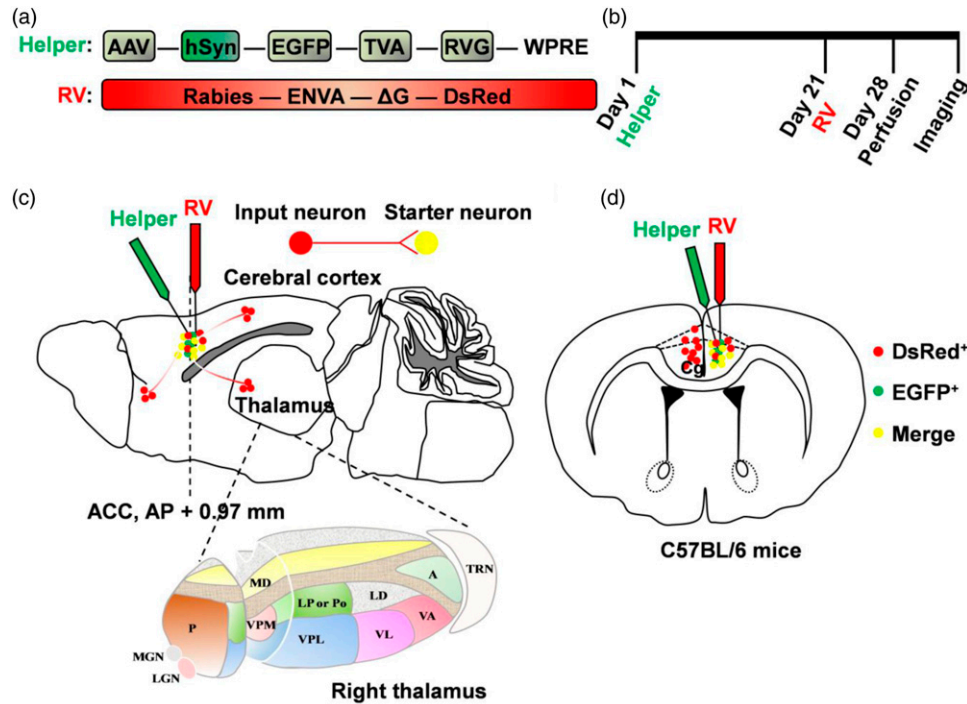 (a)
Helper: AAV — hSyn — EGFP — TVA — RVG — WPRE
RV: Rabies — ENVA — ΔG — DsRed
(b)
Day 1
Helper
Day 21
RV
Day 28
Perfusion
Imaging
(c)
Helper
RV
Input neuron
Starter neuron
Cerebral cortex
Thalamus
ACC, AP + 0.97 mm
MD
A
TRN
P
LP or Po
LD
VPM
VA
VPL
VL
MGN
LGN
Right thalamus
(d)
Helper
RV
Cg
DsRed⁺
EGFP⁺
Merge
C57BL/6 mice